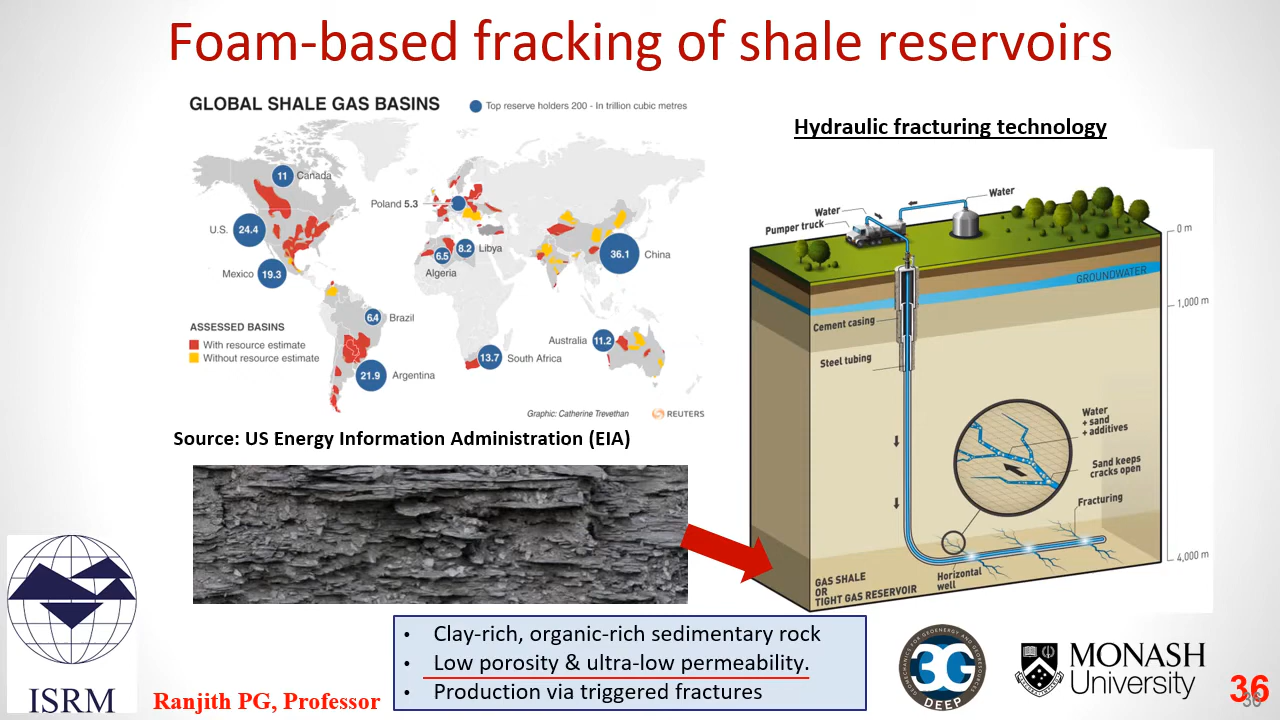 Foam-based fracking of shale reservoirs
GLOBAL SHALE GAS BASINS
Top reserve holders 200 - In trillion cubic metres
11 Canada
Poland 5.3
U.S. 24.4
8.2 Libya
6.5
Algeria
36.1 China
Mexico 19.3
6.4 Brazil
ASSESSED BASINS
With resource estimate
Without resource estimate
Australia 11.2
13.7 South Africa
21.9 Argentina
Graphic: Catherine Trevethan
REUTERS
Source: US Energy Information Administration (EIA)
Hydraulic fracturing technology
Water
Water
Pumper truck
0 m
GROUNDWATER
1,000 m
Cement casing
Steel tubing
Water
+ sand
+ additives
Sand keeps
cracks open
Fracturing
4,000 m
Horizontal
well
GAS SHALE
OR
TIGHT GAS RESERVOIR
• Clay-rich, organic-rich sedimentary rock
• Low porosity & ultra-low permeability.
• Production via triggered fractures
ISRM
Ranjith PG, Professor
GEOMECHANICS FOR GEOENERGY AND GEORESOURCES
3G
DEEP
MONASH
University
36
36